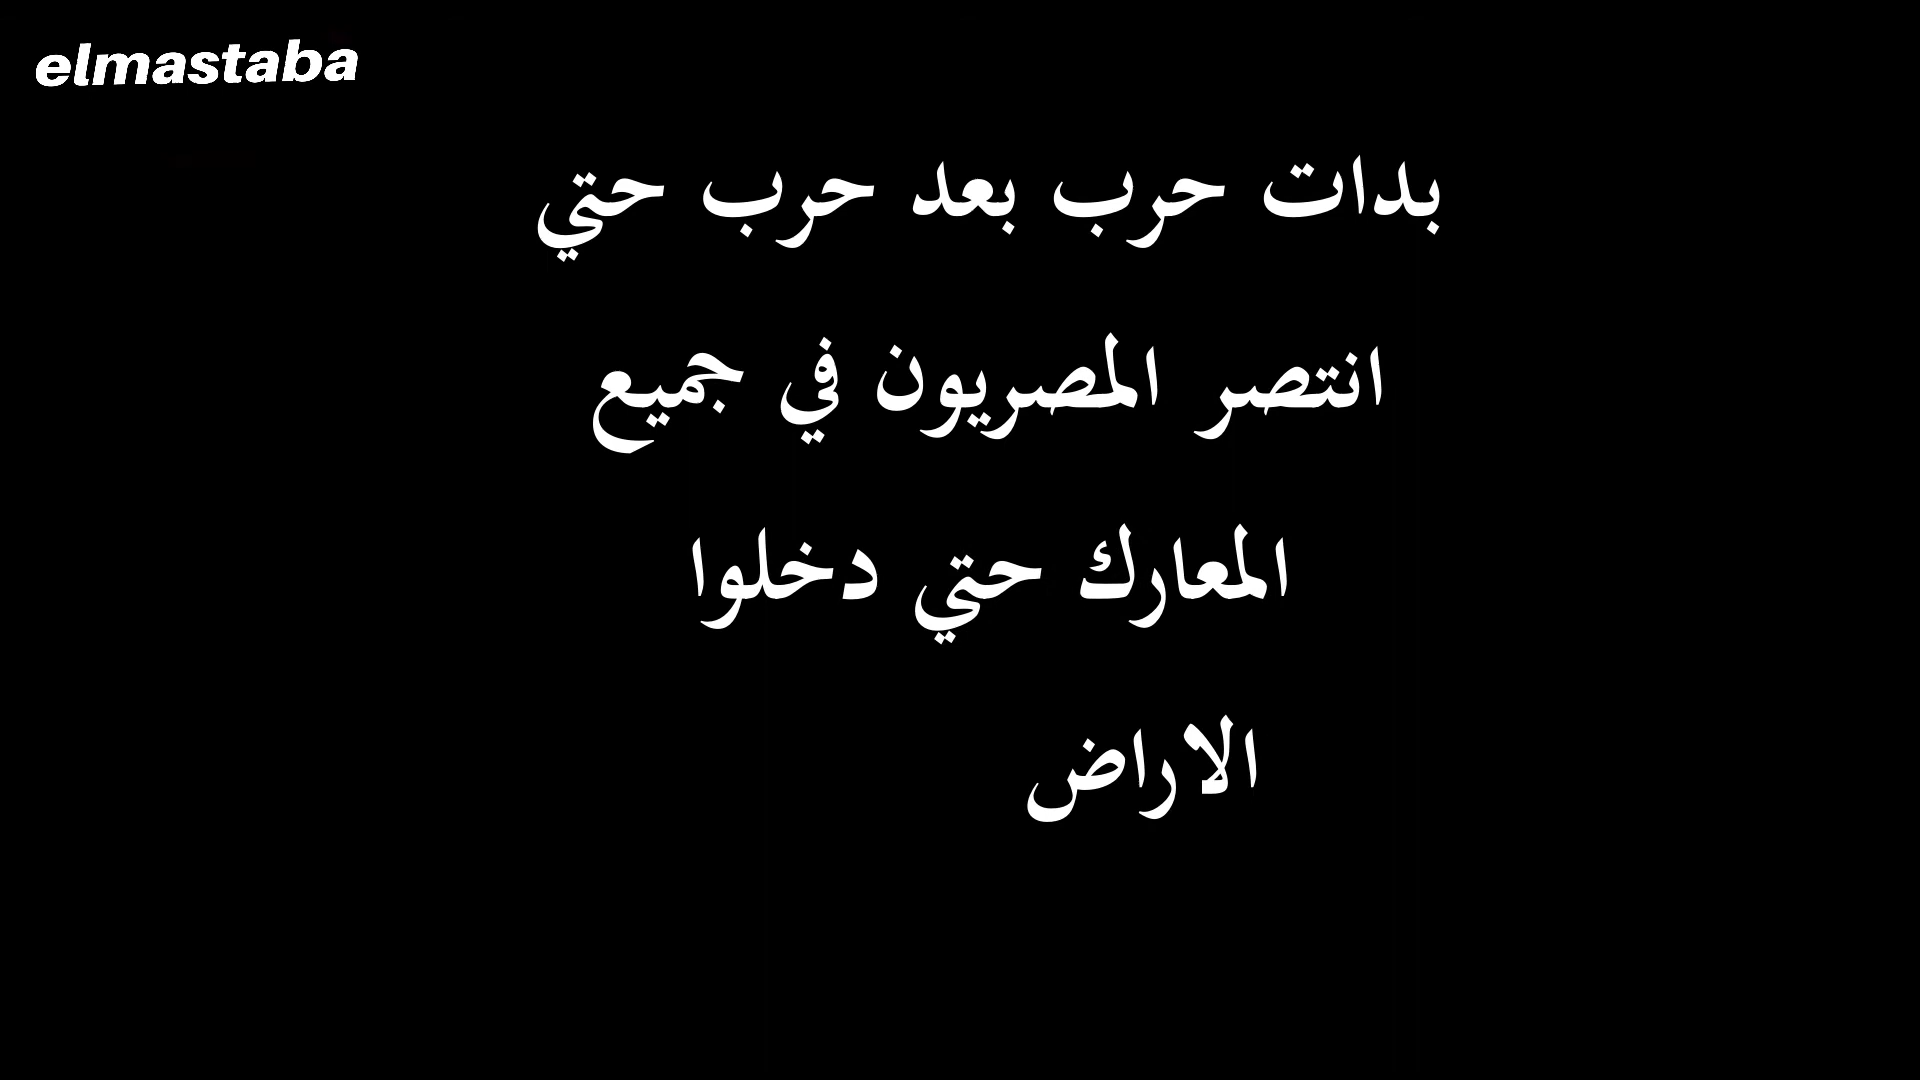 elmastaba
بدات حرب بعد حرب حتي
انتصر المصريون في جميع
المعارك حتي دخلوا
الاراض